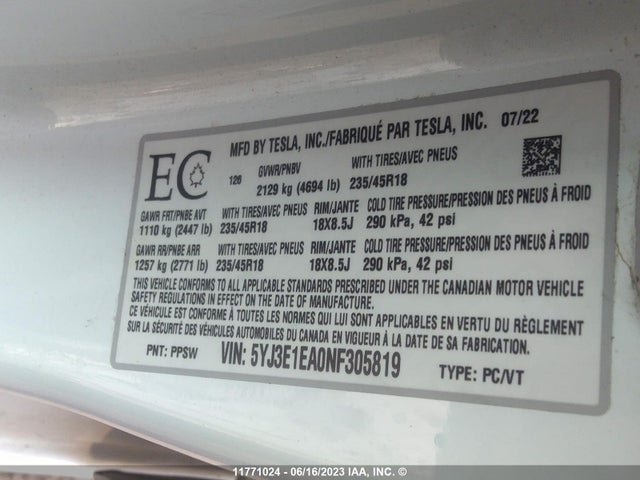 MFD BY TESLA, INC./FABRIQUÉ PAR TESLA, INC. 07/22
EC
126
GVWR/PNBV WITH TIRES/AVEC PNEUS
2129 kg (4694 lb) 235/45R18
GAWR FRT/PNBE AVT WITH TIRES/AVEC PNEUS RIM/JANTE COLD TIRE PRESSURE/PRESSION DES PNEUS À FROID
1110 kg (2447 lb) 235/45R18 18X8.5J 290 kPa, 42 psi
GAWR RR/PNBE ARR WITH TIRES/AVEC PNEUS RIM/JANTE COLD TIRE PRESSURE/PRESSION DES PNEUS À FROID
1257 kg (2771 lb) 235/45R18 18X8.5J 290 kPa, 42 psi
THIS VEHICLE CONFORMS TO ALL APPLICABLE STANDARDS PRESCRIBED UNDER THE CANADIAN MOTOR VEHICLE
SAFETY REGULATIONS IN EFFECT ON THE DATE OF MANUFACTURE.
CE VÉHICULE EST CONFORME À TOUTES LES NORMES QUI LUI SONT APPLICABLES EN VERTU DU RÈGLEMENT
SUR LA SÉCURITÉ DES VÉHICULES AUTOMOBILES DU CANADA EN VIGUEUR À LA DATE DE SA FABRICATION.
PNT: PPSW VIN: 5YJ3E1EA0NF305819 TYPE: PC/VT
11771024 - 06/16/2023 IAA, INC. ©